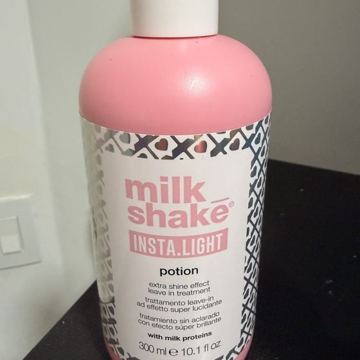 milk_
shake®
INSTA.LIGHT
potion
extra shine effect
leave in treatment
trattamento leave-in
ad effetto super lucidante
tratamiento sin aclarado
con efecto súper brillante
with milk proteins
300 ml ℮ 10.1 fl.oz